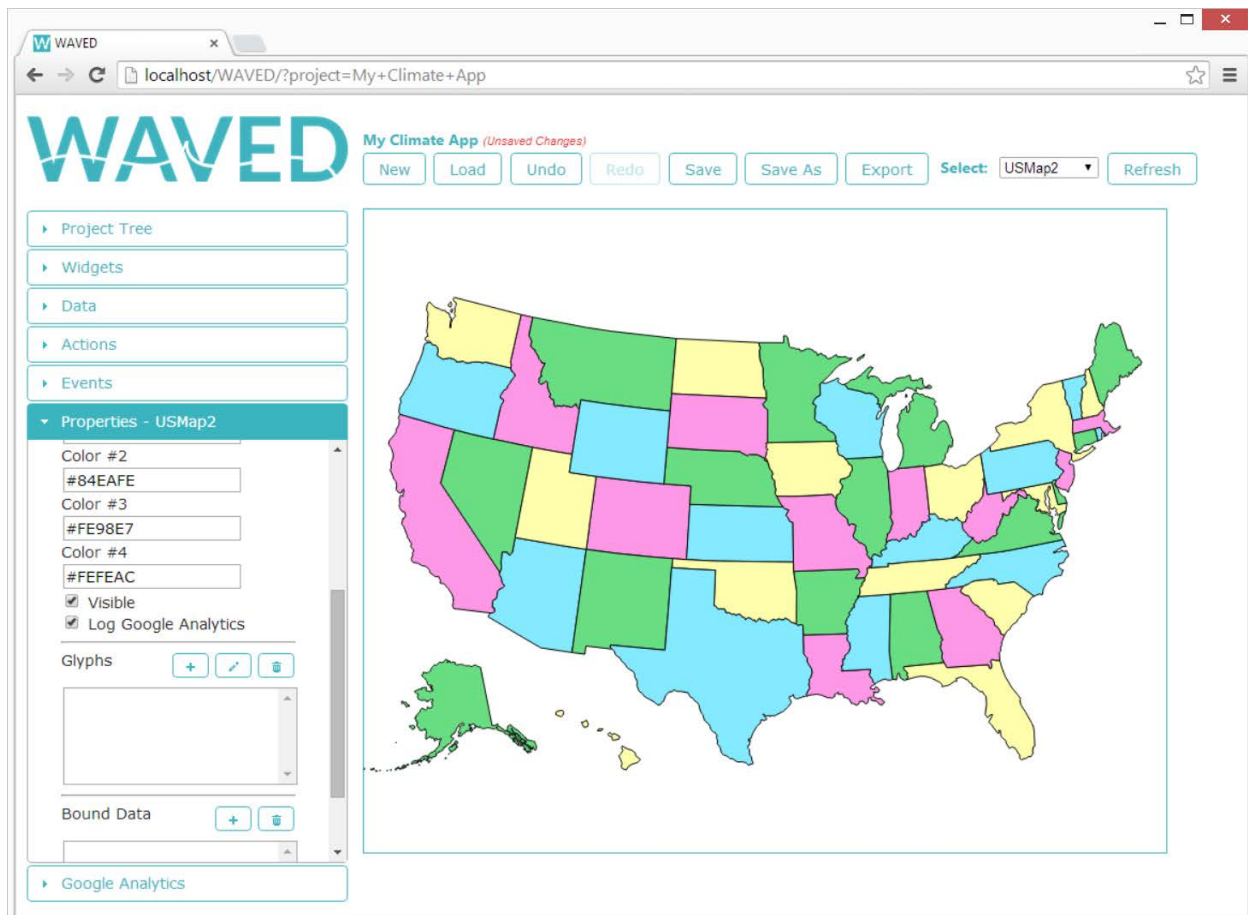 WAVED
localhost/WAVED/?project=My+Climate+App
WAVED
My Climate App (Unsaved Changes)
New Load Undo Redo Save Save As Export Select: USMap2 Refresh
Project Tree
Widgets
Data
Actions
Events
Properties - USMap2
Color #2
#84EAFE
Color #3
#FE98E7
Color #4
#FEFEAC
Visible
Log Google Analytics
Glyphs
Bound Data
Google Analytics